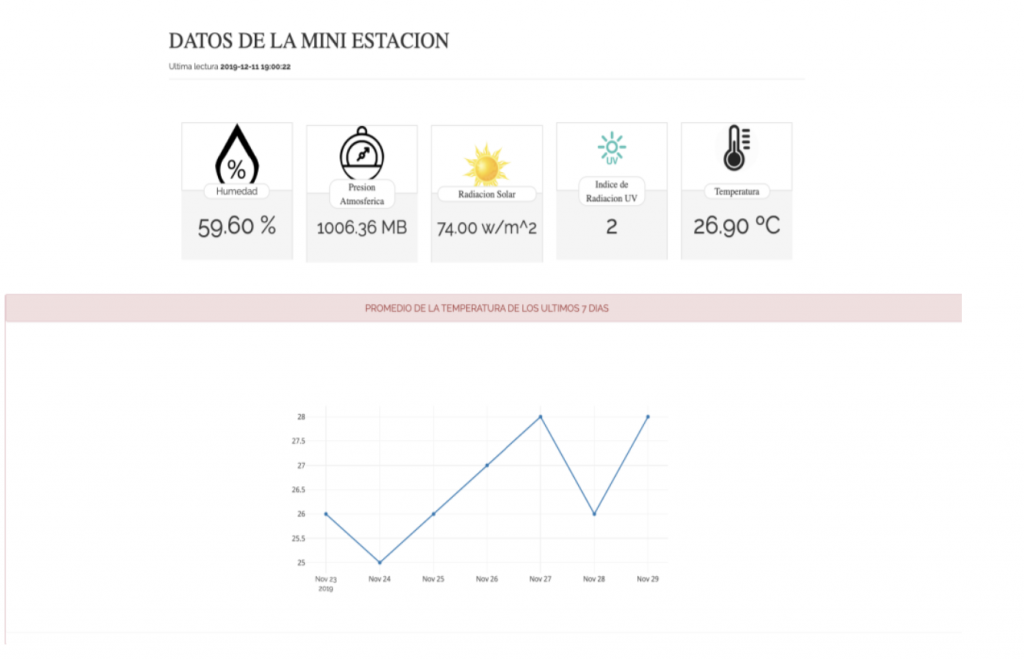 DATOS DE LA MINI ESTACION
Ultima lectura 2019-12-11 19:00:22
%
Humedad
59.60 %
Presion
Atmosferica
1006.36 MB
Radiacion Solar
74.00 w/m^2
UV
Indice de
Radiacion UV
2
Temperatura
26.90 ºC
PROMEDIO DE LA TEMPERATURA DE LOS ULTIMOS 7 DIAS
28
27.5
27
26.5
26
25.5
25
Nov 23 Nov 24 Nov 25 Nov 26 Nov 27 Nov 28 Nov 29
2019